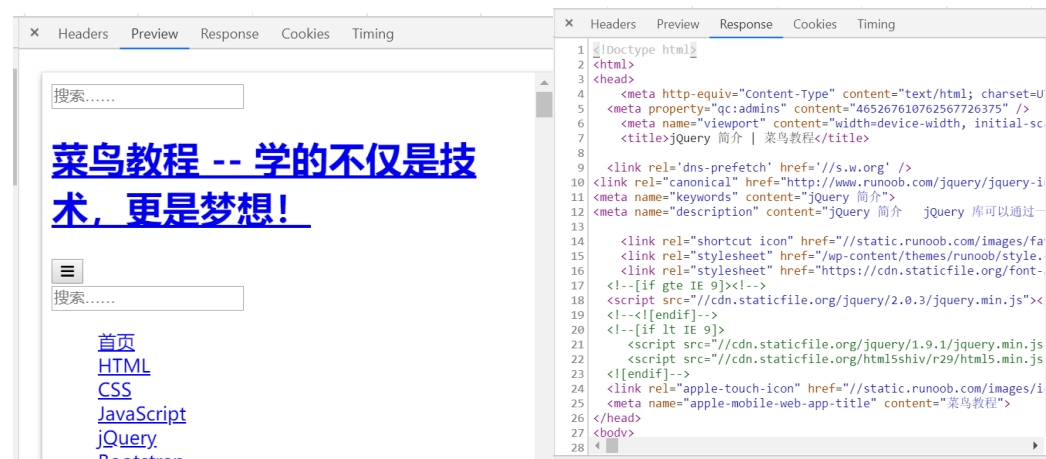 × Headers Preview Response Cookies Timing
搜索……
菜鸟教程 -- 学的不仅是技
术，更是梦想！
搜索……
首页
HTML
CSS
JavaScript
jQuery
× Headers Preview Response Cookies Timing
1 <!Doctype html>
2 <html>
3 <head>
4 <meta http-equiv="Content-Type" content="text/html; charset=U
5 <meta property="qc:admins" content="465267610762567726375" />
6 <meta name="viewport" content="width=device-width, initial-sc
7 <title>jQuery 简介 | 菜鸟教程</title>
8
9 <link rel='dns-prefetch' href='//s.w.org' />
10 <link rel="canonical" href="http://www.runoob.com/jquery/jquery-i
11 <meta name="keywords" content="jQuery 简介">
12 <meta name="description" content="jQuery 简介 jQuery 库可以通过一
13
14 <link rel="shortcut icon" href="//static.runoob.com/images/fa
15 <link rel="stylesheet" href="/wp-content/themes/runoob/style.
16 <link rel="stylesheet" href="https://cdn.staticfile.org/font-
17 <!--[if gte IE 9]><!-->
18 <script src="//cdn.staticfile.org/jquery/2.0.3/jquery.min.js"><
19 <!--<![endif]-->
20 <!--[if lt IE 9]>
21 <script src="//cdn.staticfile.org/jquery/1.9.1/jquery.min.js
22 <script src="//cdn.staticfile.org/html5shiv/r29/html5.min.js
23 <![endif]-->
24 <link rel="apple-touch-icon" href="//static.runoob.com/images/i
25 <meta name="apple-mobile-web-app-title" content="菜鸟教程">
26 </head>
27 <body>
28